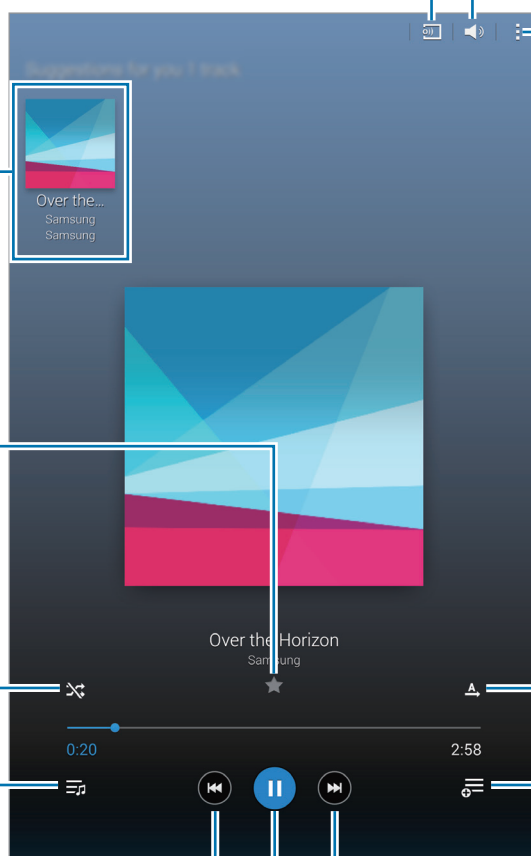 Suggestions for you 1 track
Over the...
Samsung
Samsung
Over the Horizon
Samsung
A
0:20
2:58